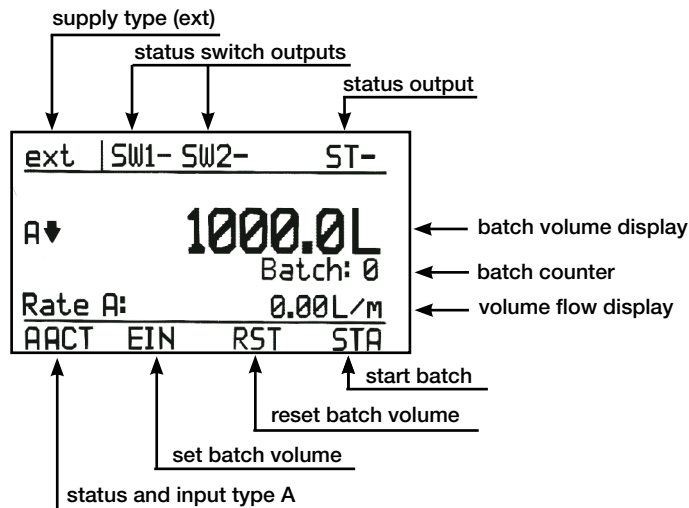 supply type (ext)
status switch outputs
status output
ext SW1- SW2- ST-
A 1000.0L
batch volume display
Batch: 0
batch counter
Rate A: 0.00L/m
volume flow display
AACT EIN RST STA
start batch
reset batch volume
set batch volume
status and input type A